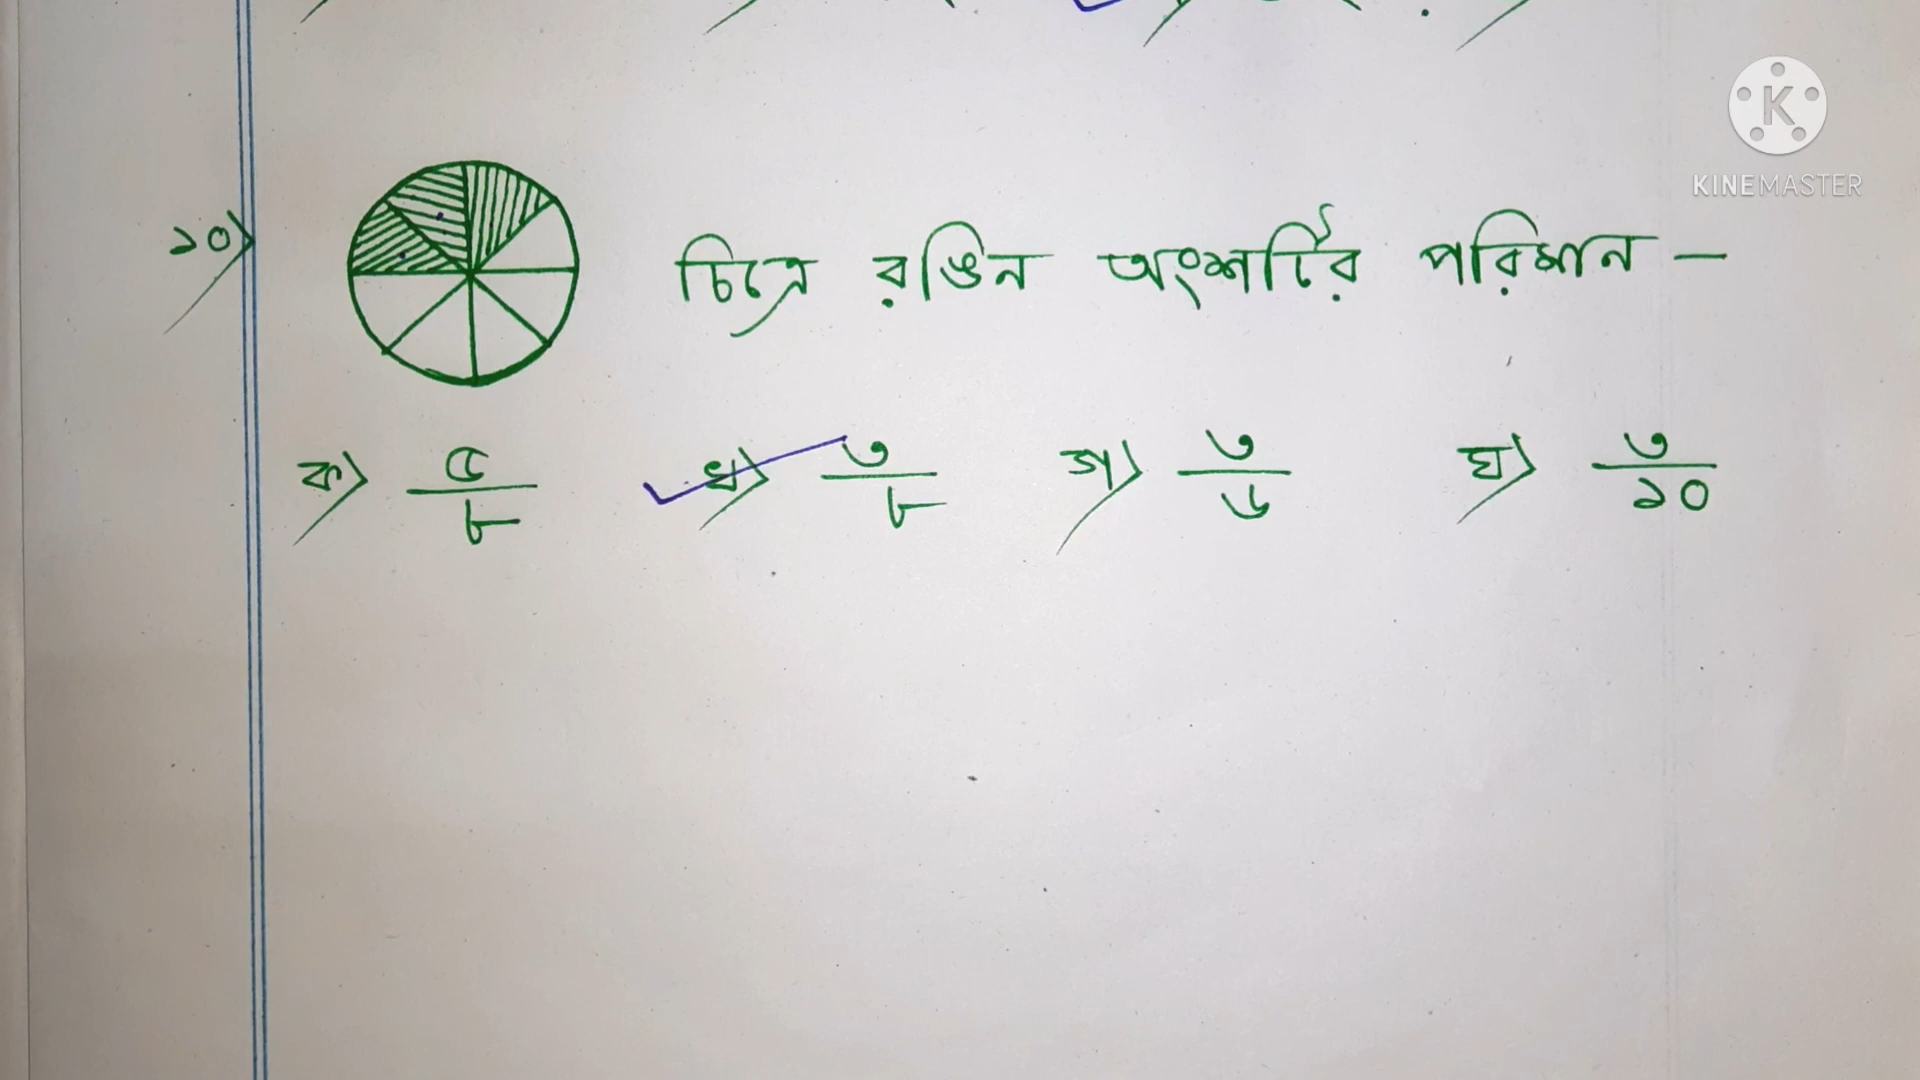 KINEMASTER
১০) চিত্রে রঙিন অংশটির পরিমান –
ক) ৫/৮ খ) ৩/৮ গ) ৩/৬ ঘ) ৩/১০